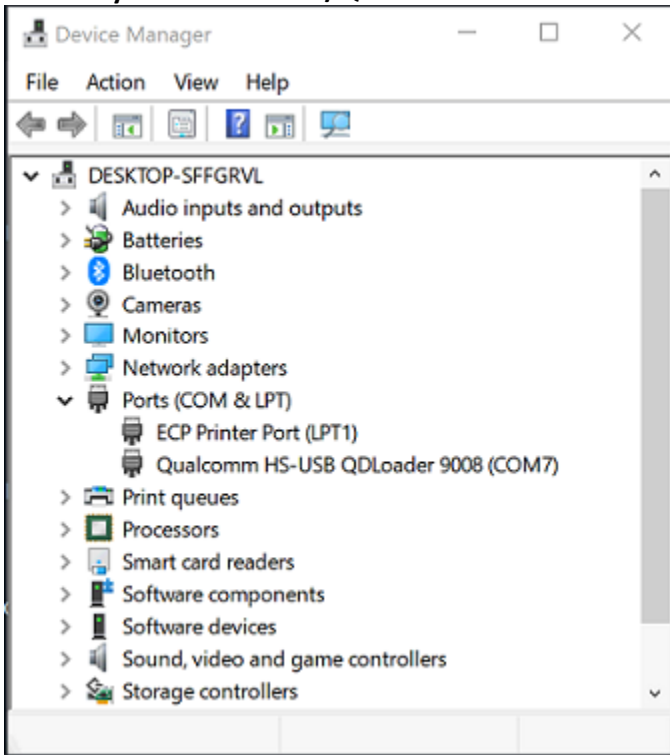 Device Manager
File Action View Help
DESKTOP-SFFGRVL
Audio inputs and outputs
Batteries
Bluetooth
Cameras
Monitors
Network adapters
Ports (COM & LPT)
ECP Printer Port (LPT1)
Qualcomm HS-USB QDLoader 9008 (COM7)
Print queues
Processors
Smart card readers
Software components
Software devices
Sound, video and game controllers
Storage controllers